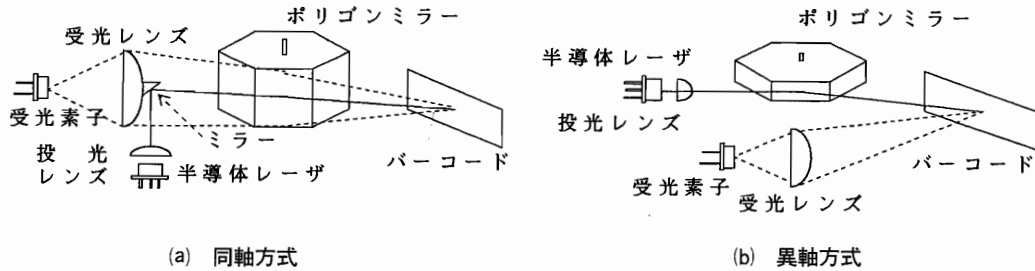 ポリゴンミラー
受光レンズ
受光素子
ミラー
投光
レンズ
半導体レーザ
バーコード
(a) 同軸方式
ポリゴンミラー
半導体レーザ
投光レンズ
受光素子
受光レンズ
バーコード
(b) 異軸方式